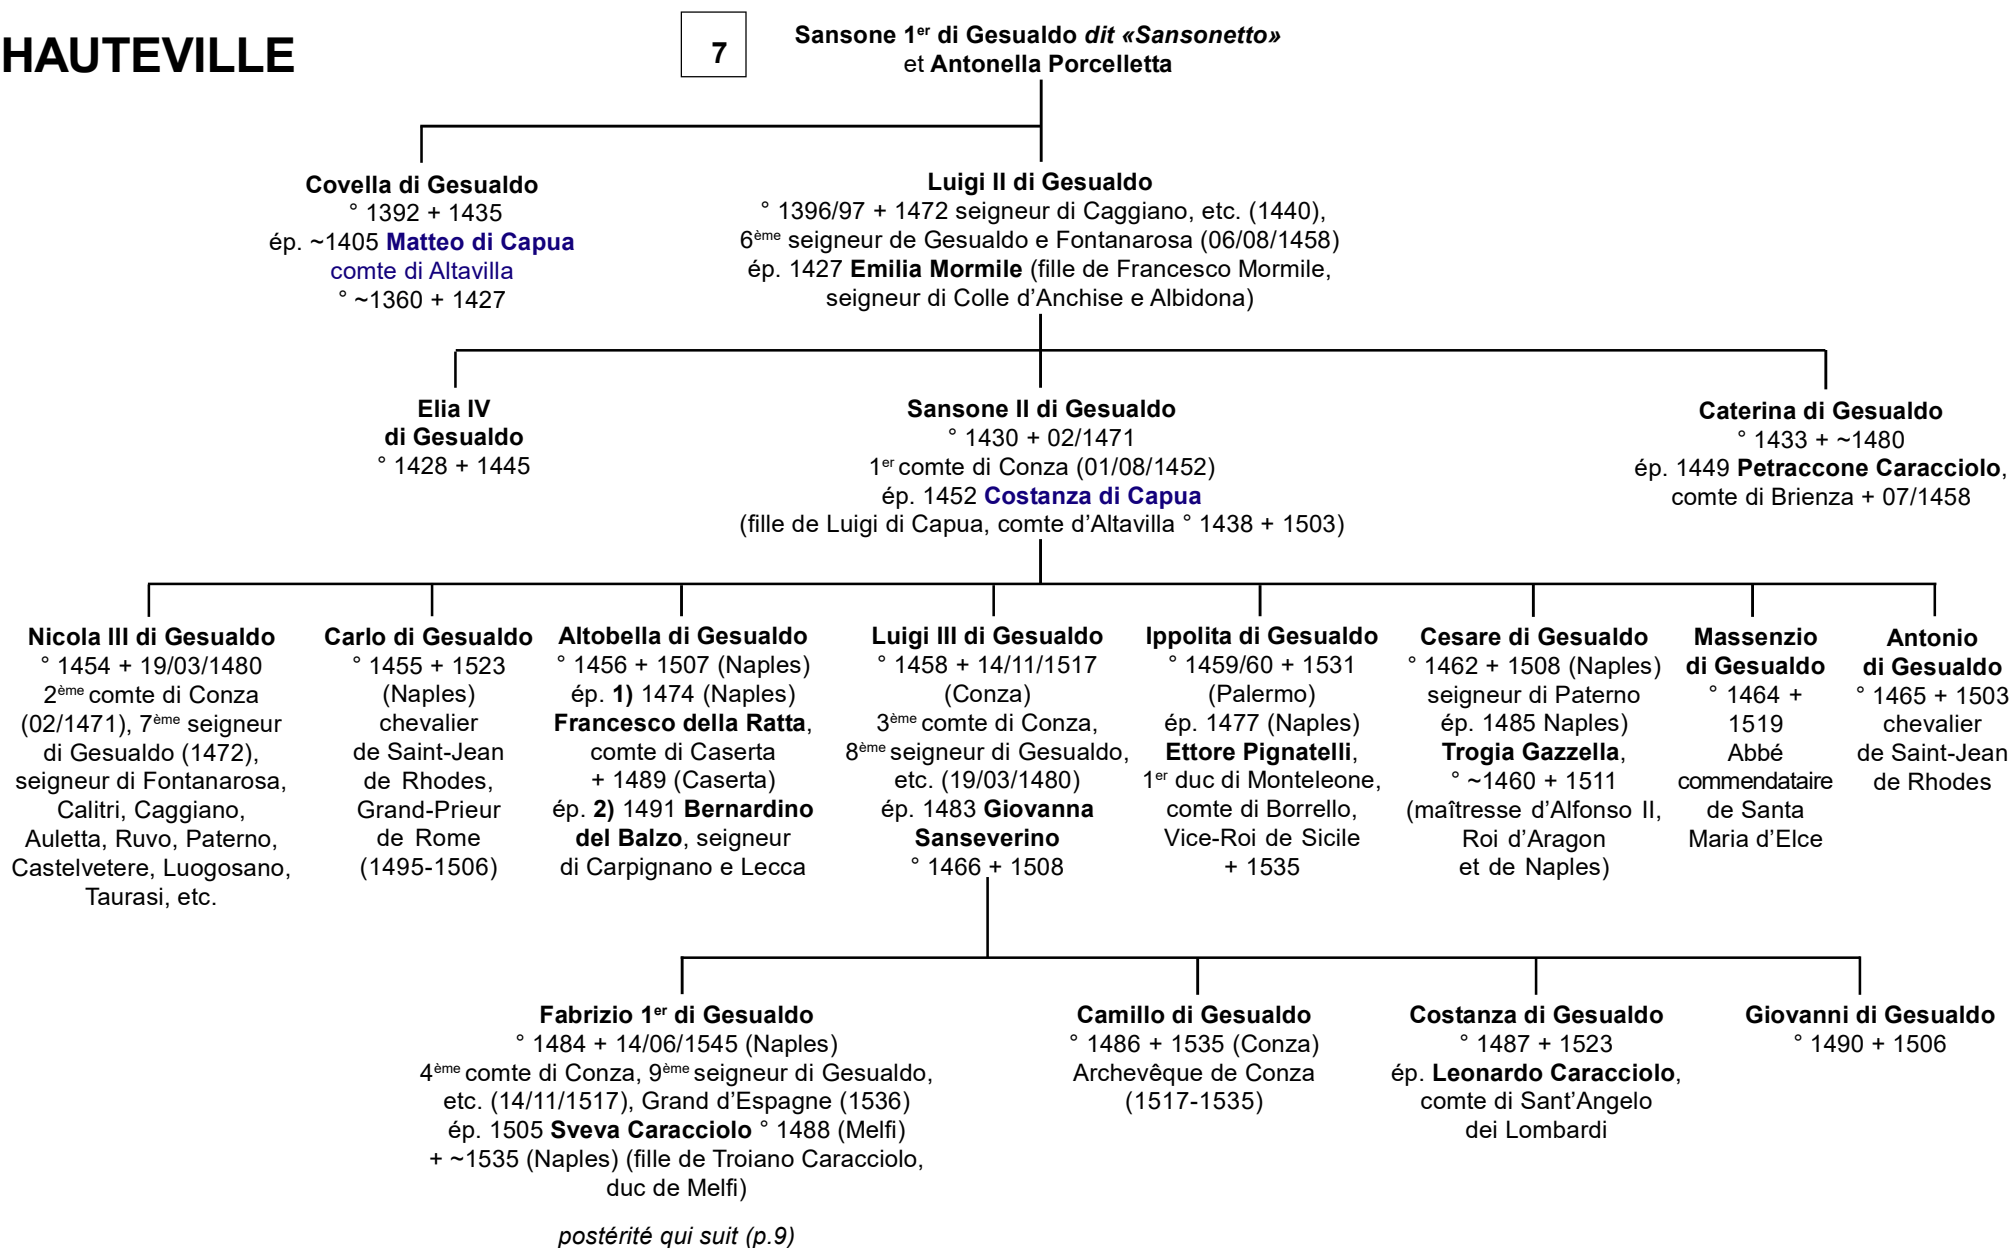 HAUTEVILLE
7
Sansone 1er di Gesualdo dit «Sansonetto»
et Antonella Porcelletta
Covella di Gesualdo
° 1392 + 1435
ép. ~1405 Matteo di Capua
comte di Altavilla
° ~1360 + 1427
Luigi II di Gesualdo
° 1396/97 + 1472 seigneur di Caggiano, etc. (1440),
6ème seigneur de Gesualdo e Fontanarosa (06/08/1458)
ép. 1427 Emilia Mormile (fille de Francesco Mormile,
seigneur di Colle d’Anchise e Albidona)
Elia IV
di Gesualdo
° 1428 + 1445
Sansone II di Gesualdo
° 1430 + 02/1471
1er comte di Conza (01/08/1452)
ép. 1452 Costanza di Capua
(fille de Luigi di Capua, comte d’Altavilla ° 1438 + 1503)
Caterina di Gesualdo
° 1433 + ~1480
ép. 1449 Petraccone Caracciolo,
comte di Brienza + 07/1458
Nicola III di Gesualdo
° 1454 + 19/03/1480
2ème comte di Conza
(02/1471), 7ème seigneur
di Gesualdo (1472),
seigneur di Fontanarosa,
Calitri, Caggiano,
Auletta, Ruvo, Paterno,
Castelvetere, Luogosano,
Taurasi, etc.
Carlo di Gesualdo
° 1455 + 1523
(Naples)
chevalier
de Saint-Jean
de Rhodes,
Grand-Prieur
de Rome
(1495-1506)
Altobella di Gesualdo
° 1456 + 1507 (Naples)
ép. 1) 1474 (Naples)
Francesco della Ratta,
comte di Caserta
+ 1489 (Caserta)
ép. 2) 1491 Bernardino
del Balzo, seigneur
di Carpignano e Lecca
Luigi III di Gesualdo
° 1458 + 14/11/1517
(Conza)
3ème comte di Conza,
8ème seigneur di Gesualdo,
etc. (19/03/1480)
ép. 1483 Giovanna
Sanseverino
° 1466 + 1508
Ippolita di Gesualdo
° 1459/60 + 1531
(Palermo)
ép. 1477 (Naples)
Ettore Pignatelli,
1er duc di Monteleone,
comte di Borrello,
Vice-Roi de Sicile
+ 1535
Cesare di Gesualdo
° 1462 + 1508 (Naples)
seigneur di Paterno
ép. 1485 Naples)
Trogia Gazzella,
° ~1460 + 1511
(maîtresse d’Alfonso II,
Roi d’Aragon
et de Naples)
Massenzio
di Gesualdo
° 1464 +
1519
Abbé
commendataire
de Santa
Maria d’Elce
Antonio
di Gesualdo
° 1465 + 1503
chevalier
de Saint-Jean
de Rhodes
Fabrizio 1er di Gesualdo
° 1484 + 14/06/1545 (Naples)
4ème comte di Conza, 9ème seigneur di Gesualdo,
etc. (14/11/1517), Grand d’Espagne (1536)
ép. 1505 Sveva Caracciolo ° 1488 (Melfi)
+ ~1535 (Naples) (fille de Troiano Caracciolo,
duc de Melfi)
postérité qui suit (p.9)
Camillo di Gesualdo
° 1486 + 1535 (Conza)
Archevêque de Conza
(1517-1535)
Costanza di Gesualdo
° 1487 + 1523
ép. Leonardo Caracciolo,
comte di Sant’Angelo
dei Lombardi
Giovanni di Gesualdo
° 1490 + 1506